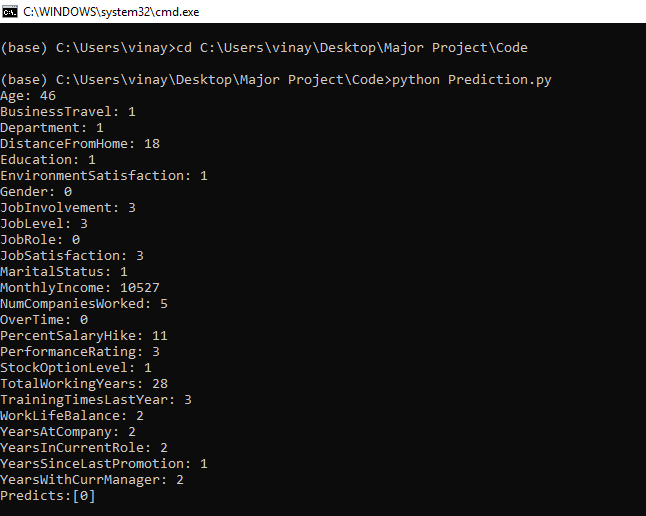 C:\WINDOWS\system32\cmd.exe
(base) C:\Users\vinay>cd C:\Users\vinay\Desktop\Major Project\Code
(base) C:\Users\vinay\Desktop\Major Project\Code>python Prediction.py
Age: 46
BusinessTravel: 1
Department: 1
DistanceFromHome: 18
Education: 1
EnvironmentSatisfaction: 1
Gender: 0
JobInvolvement: 3
JobLevel: 3
JobRole: 0
JobSatisfaction: 3
MaritalStatus: 1
MonthlyIncome: 10527
NumCompaniesWorked: 5
OverTime: 0
PercentSalaryHike: 11
PerformanceRating: 3
StockOptionLevel: 1
TotalWorkingYears: 28
TrainingTimesLastYear: 3
WorkLifeBalance: 2
YearsAtCompany: 2
YearsInCurrentRole: 2
YearsSinceLastPromotion: 1
YearsWithCurrManager: 2
Predicts:[0]